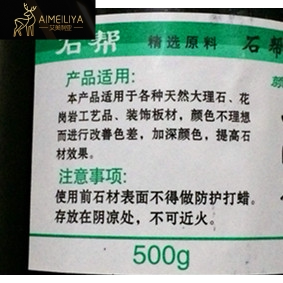 AIMEILIYA
艾美丽亚
石帮 精选原料 石帮
产品适用:
本产品适用于各种天然大理石、花
岗岩工艺品、装饰板材，颜色不理想
而进行改善色差，加深颜色，提高石
材效果。
注意事项:
使用前石材表面不得做防护打蜡。
存放在阴凉处，不可近火。
500g